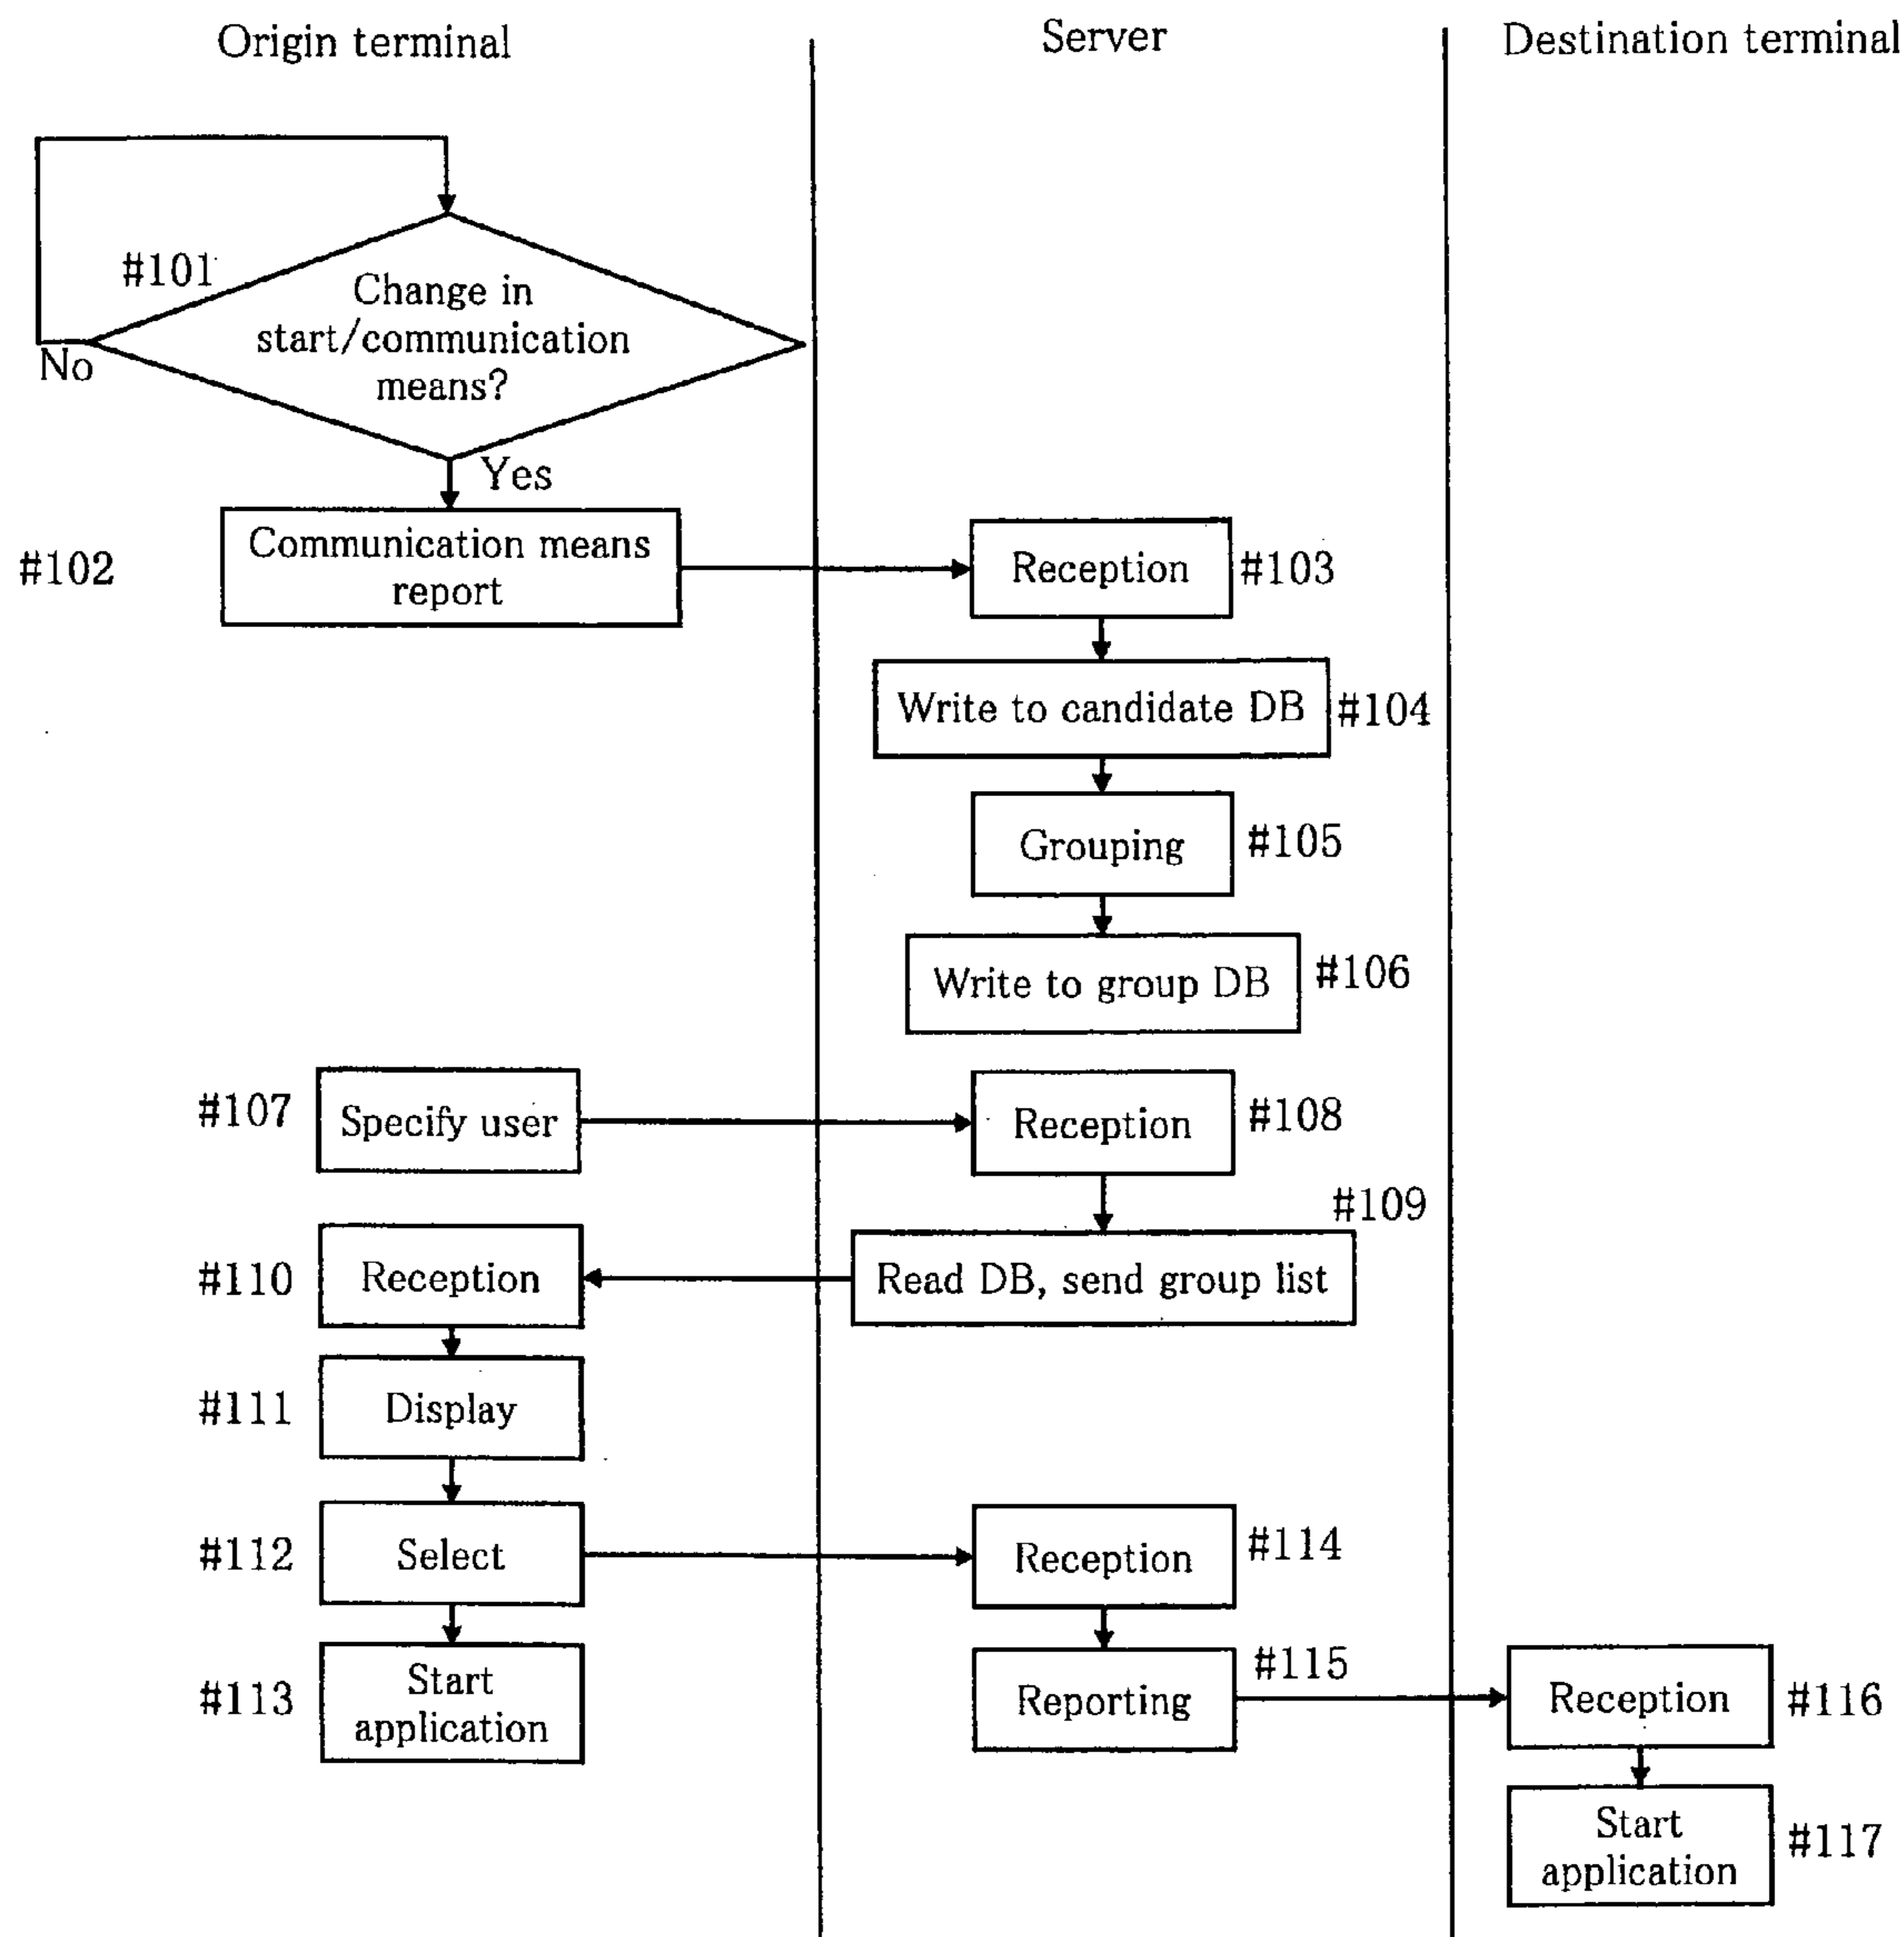 Origin terminal
Server
Destination terminal
#101
Change in
start/communication
means?
No
Yes
#102
Communication means
report
Reception
#103
Write to candidate DB
#104
Grouping
#105
Write to group DB
#106
#107
Specify user
Reception
#108
#109
#110
Reception
Read DB, send group list
#111
Display
#112
Select
Reception
#114
#113
Start
application
Reporting
#115
Reception
#116
Start
application
#117